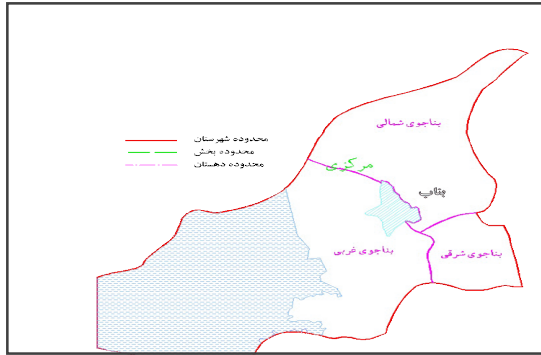 بناجوی شمالی
محدوده شهرستان
محدوده بخش
محدوده دهستان
مرکزی
بناب
بناجوی غربی
بناجوی شرقی